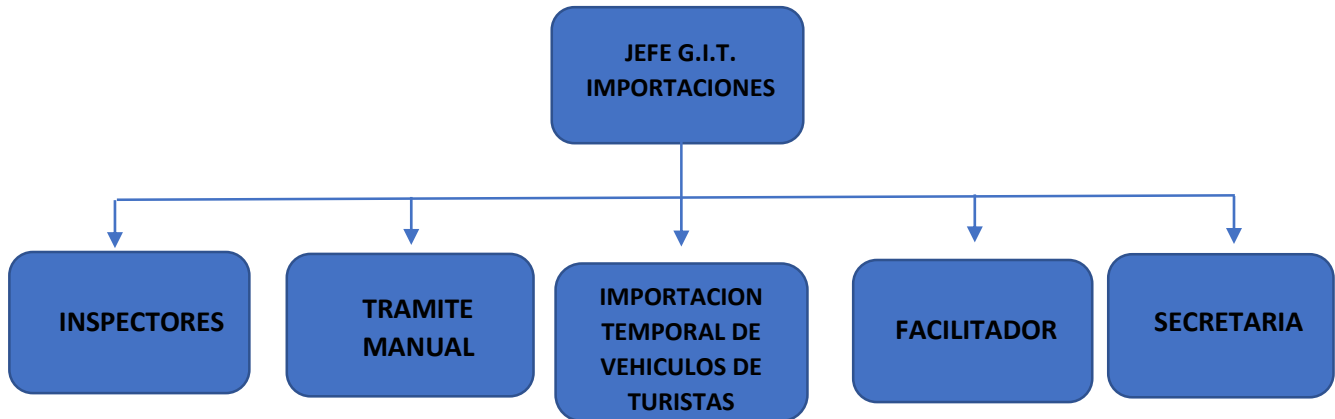 JEFE G.I.T.
IMPORTACIONES
INSPECTORES
TRAMITE
MANUAL
IMPORTACION
TEMPORAL DE
VEHICULOS DE
TURISTAS
FACILITADOR
SECRETARIA